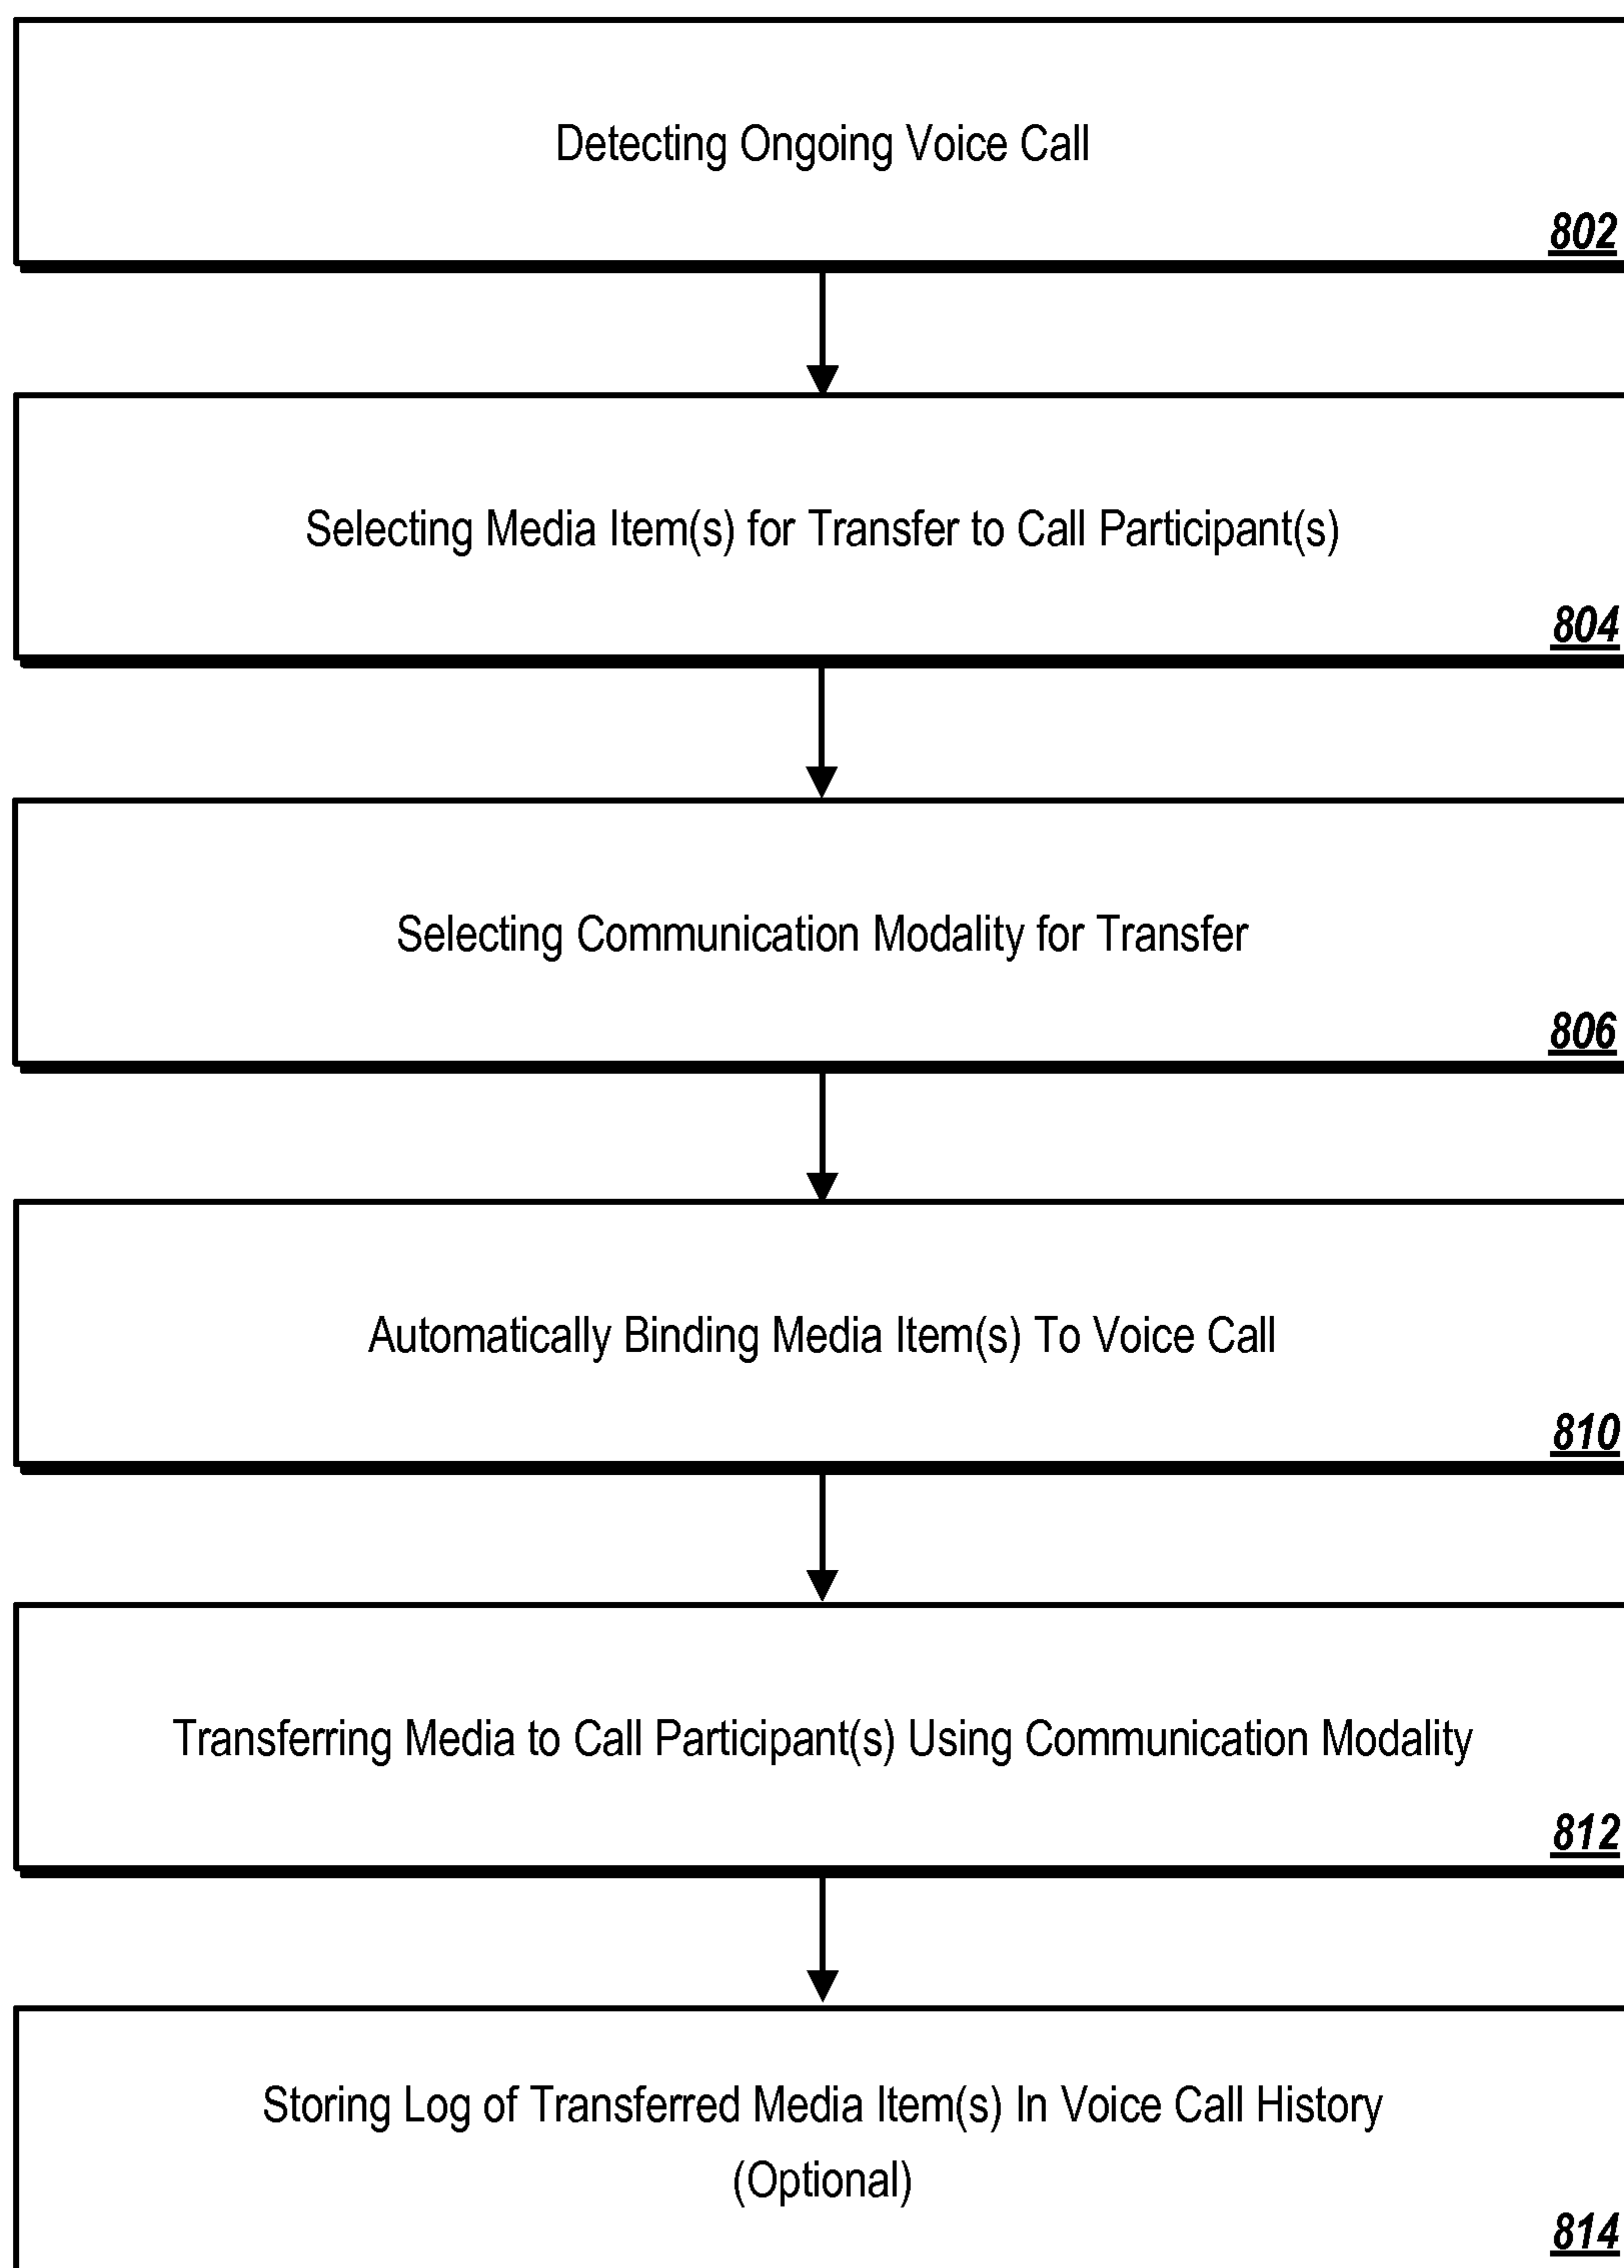 Detecting Ongoing Voice Call
802
Selecting Media Item(s) for Transfer to Call Participant(s)
804
Selecting Communication Modality for Transfer
806
Automatically Binding Media Item(s) To Voice Call
810
Transferring Media to Call Participant(s) Using Communication Modality
812
Storing Log of Transferred Media Item(s) In Voice Call History
(Optional)
814